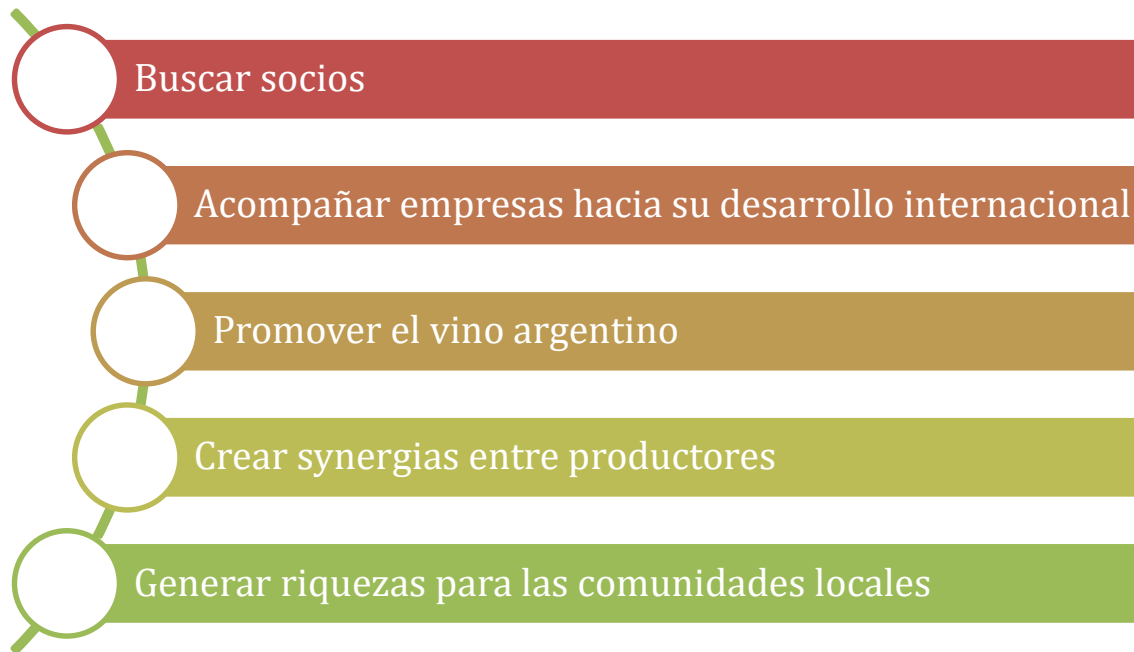 Buscar socios
Acompañar empresas hacia su desarrollo internacional
Promover el vino argentino
Crear synergias entre productores
Generar riquezas para las comunidades locales